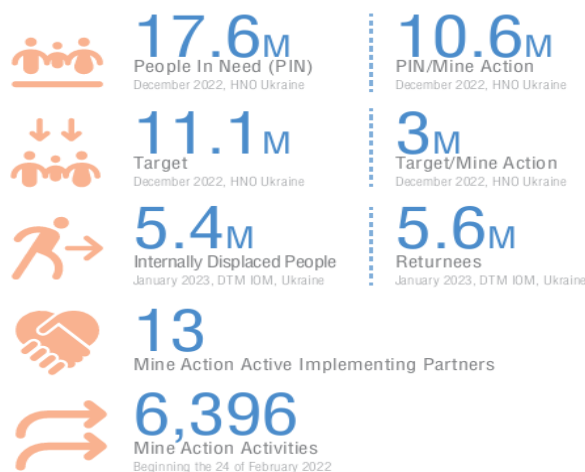 17.6M
People In Need (PIN)
December 2022, HNO Ukraine
10.6M
PIN/Mine Action
December 2022, HNO Ukraine
11.1M
Target
December 2022, HNO Ukraine
3M
Target/Mine Action
December 2022, HNO Ukraine
5.4M
Internally Displaced People
January 2023, DTM IOM, Ukraine
5.6M
Returnees
January 2023, DTM IOM, Ukraine
13
Mine Action Active Implementing Partners
6,396
Mine Action Activities
Beginning the 24 of February 2022